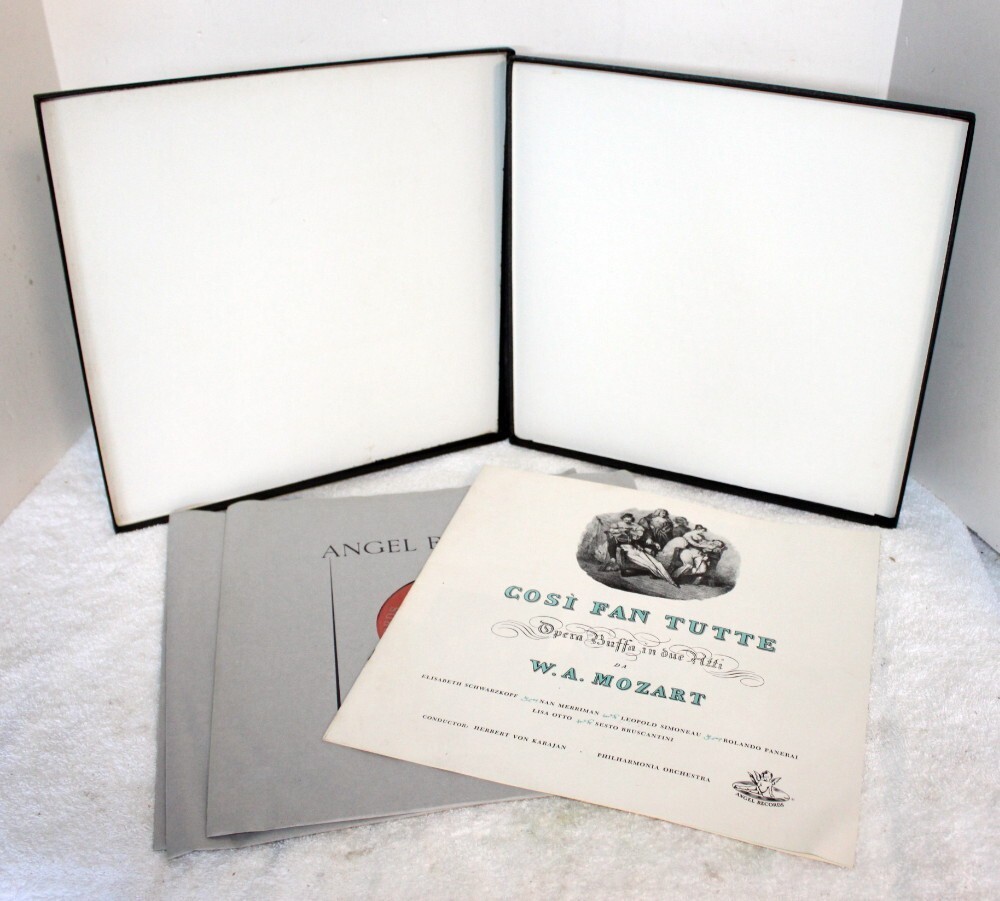 ANGEL
COSÌ FAN TUTTE
Opera Buffa in due Atti
DA
W. A. MOZART
ELISABETH SCHWARZKOPF NAN MERRIMAN LEOPOLD SIMONEAU ROLANDO PANERAI
LISA OTTO SESTO BRUSCANTINI
CONDUCTOR: HERBERT VON KARAJAN · PHILHARMONIA ORCHESTRA
ANGEL RECORDS